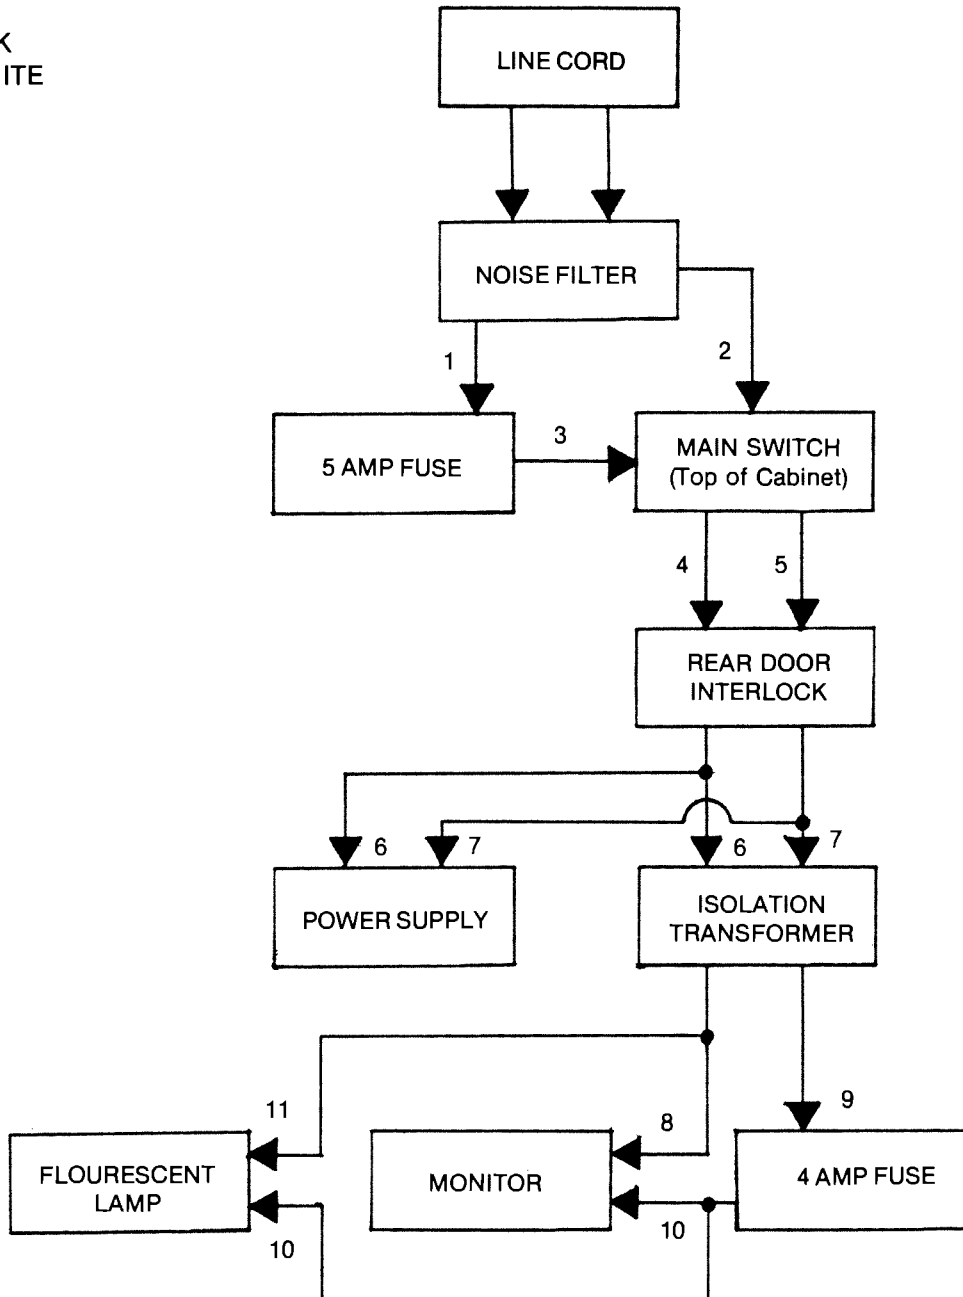 K
ITE
LINE CORD
NOISE FILTER
1
2
5 AMP FUSE
3
MAIN SWITCH
(Top of Cabinet)
4
5
REAR DOOR
INTERLOCK
6
7
6
7
POWER SUPPLY
ISOLATION
TRANSFORMER
11
8
9
FLOURESCENT
LAMP
MONITOR
4 AMP FUSE
10
10